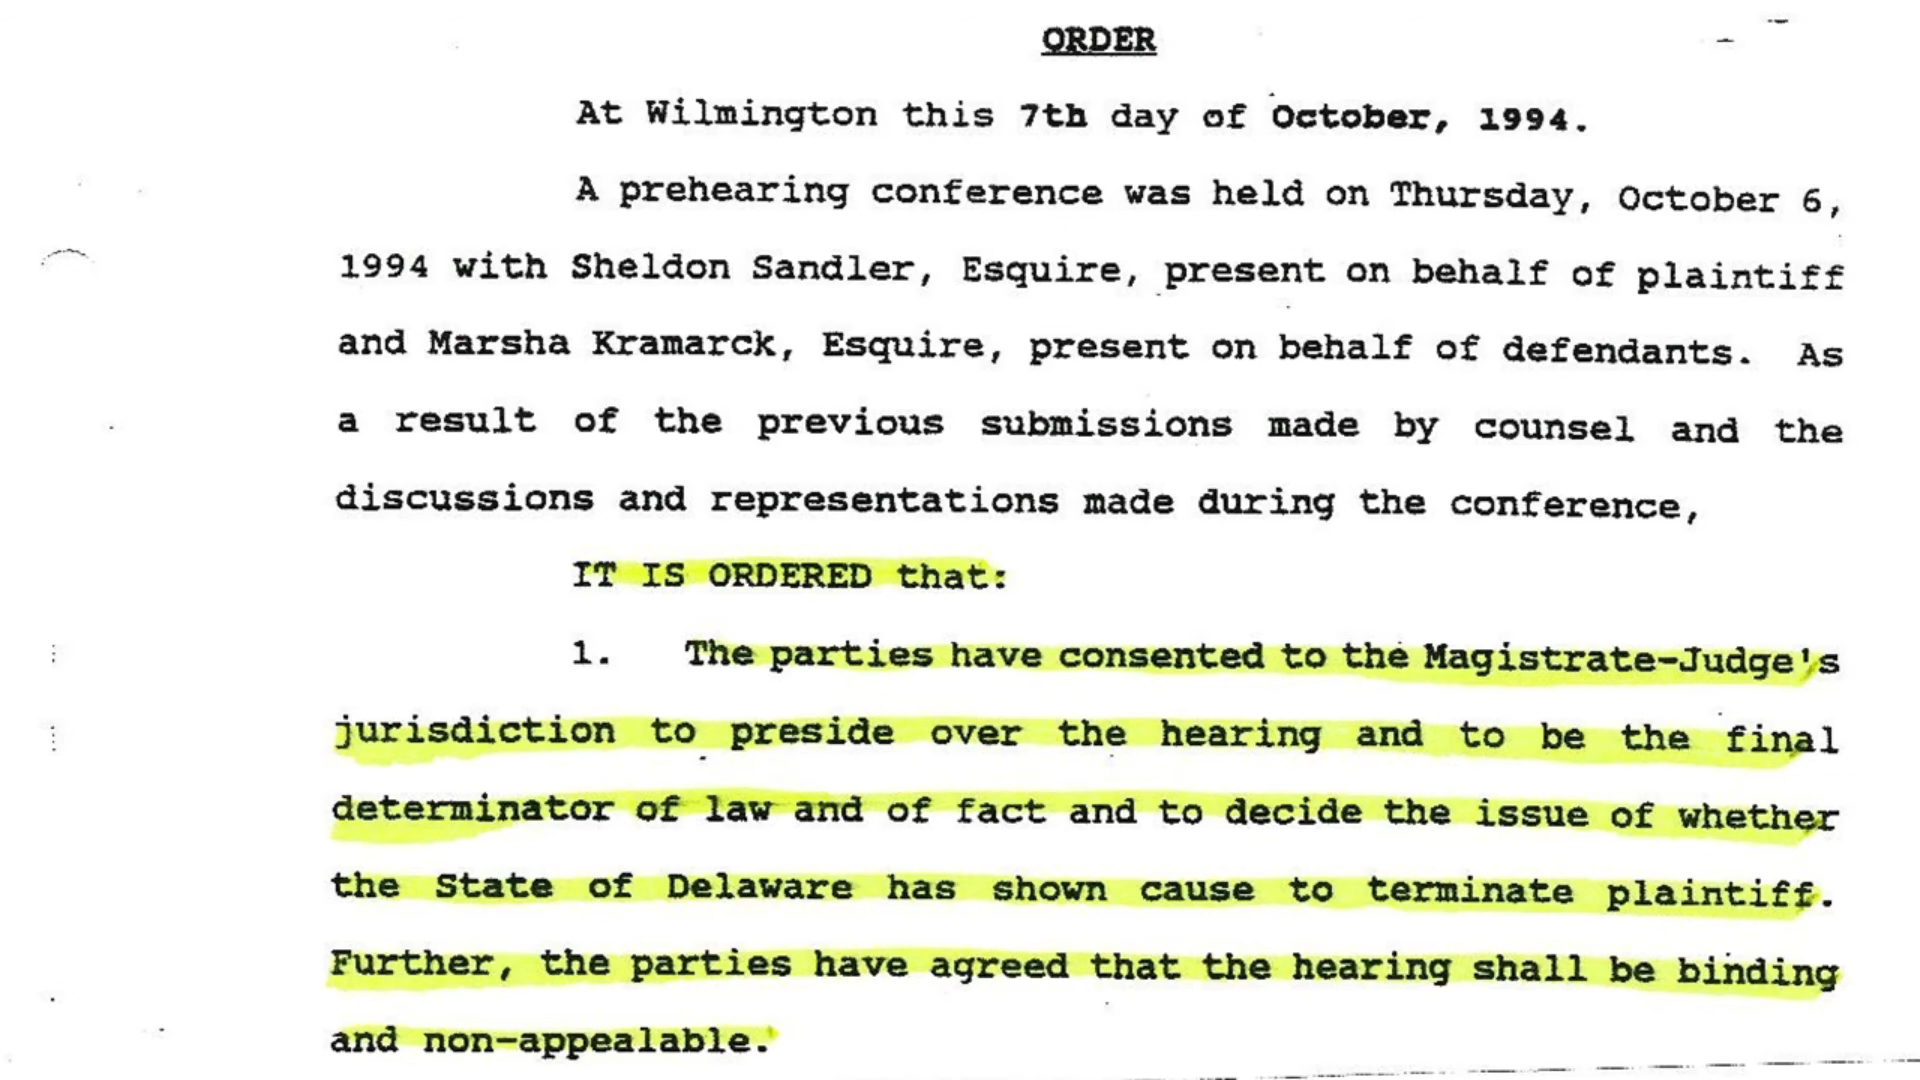 ORDER
At Wilmington this 7th day of October, 1994.
A prehearing conference was held on Thursday, October 6,
1994 with Sheldon Sandler, Esquire, present on behalf of plaintiff
and Marsha Kramarck, Esquire, present on behalf of defendants. As
a result of the previous submissions made by counsel and the
discussions and representations made during the conference,
IT IS ORDERED that:
1. The parties have consented to the Magistrate-Judge's
jurisdiction to preside over the hearing and to be the final
determinator of law and of fact and to decide the issue of whether
the State of Delaware has shown cause to terminate plaintiff.
Further, the parties have agreed that the hearing shall be binding
and non-appealable.